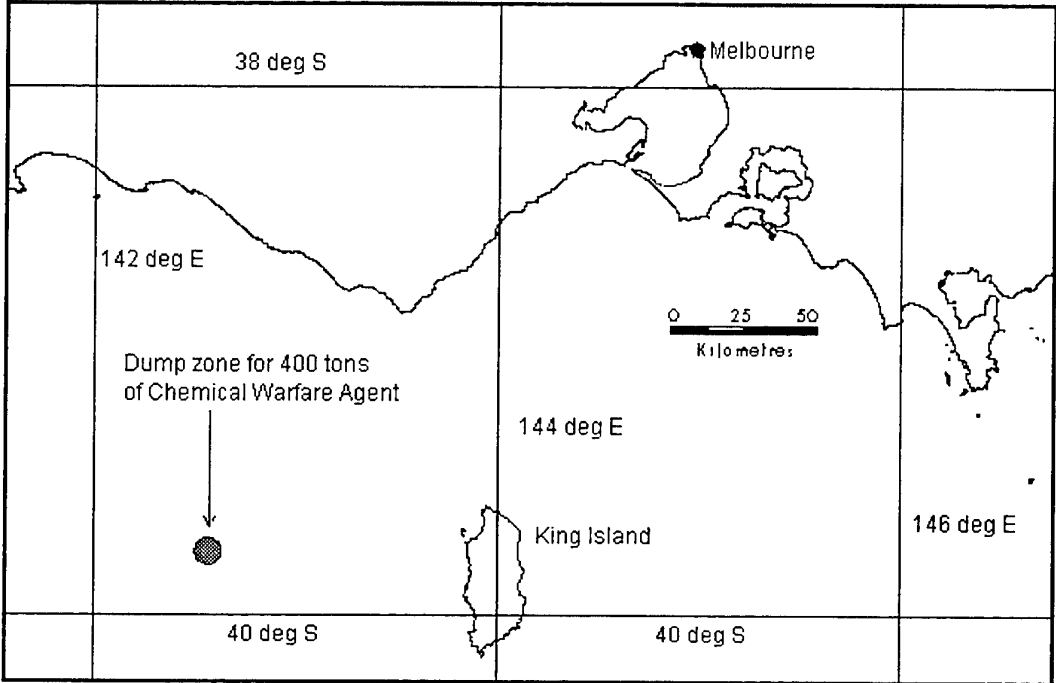 38 deg S
Melbourne
142 deg E
0 25 50
Kilometres
Dump zone for 400 tons
of Chemical Warfare Agent
144 deg E
146 deg E
King Island
40 deg S
40 deg S